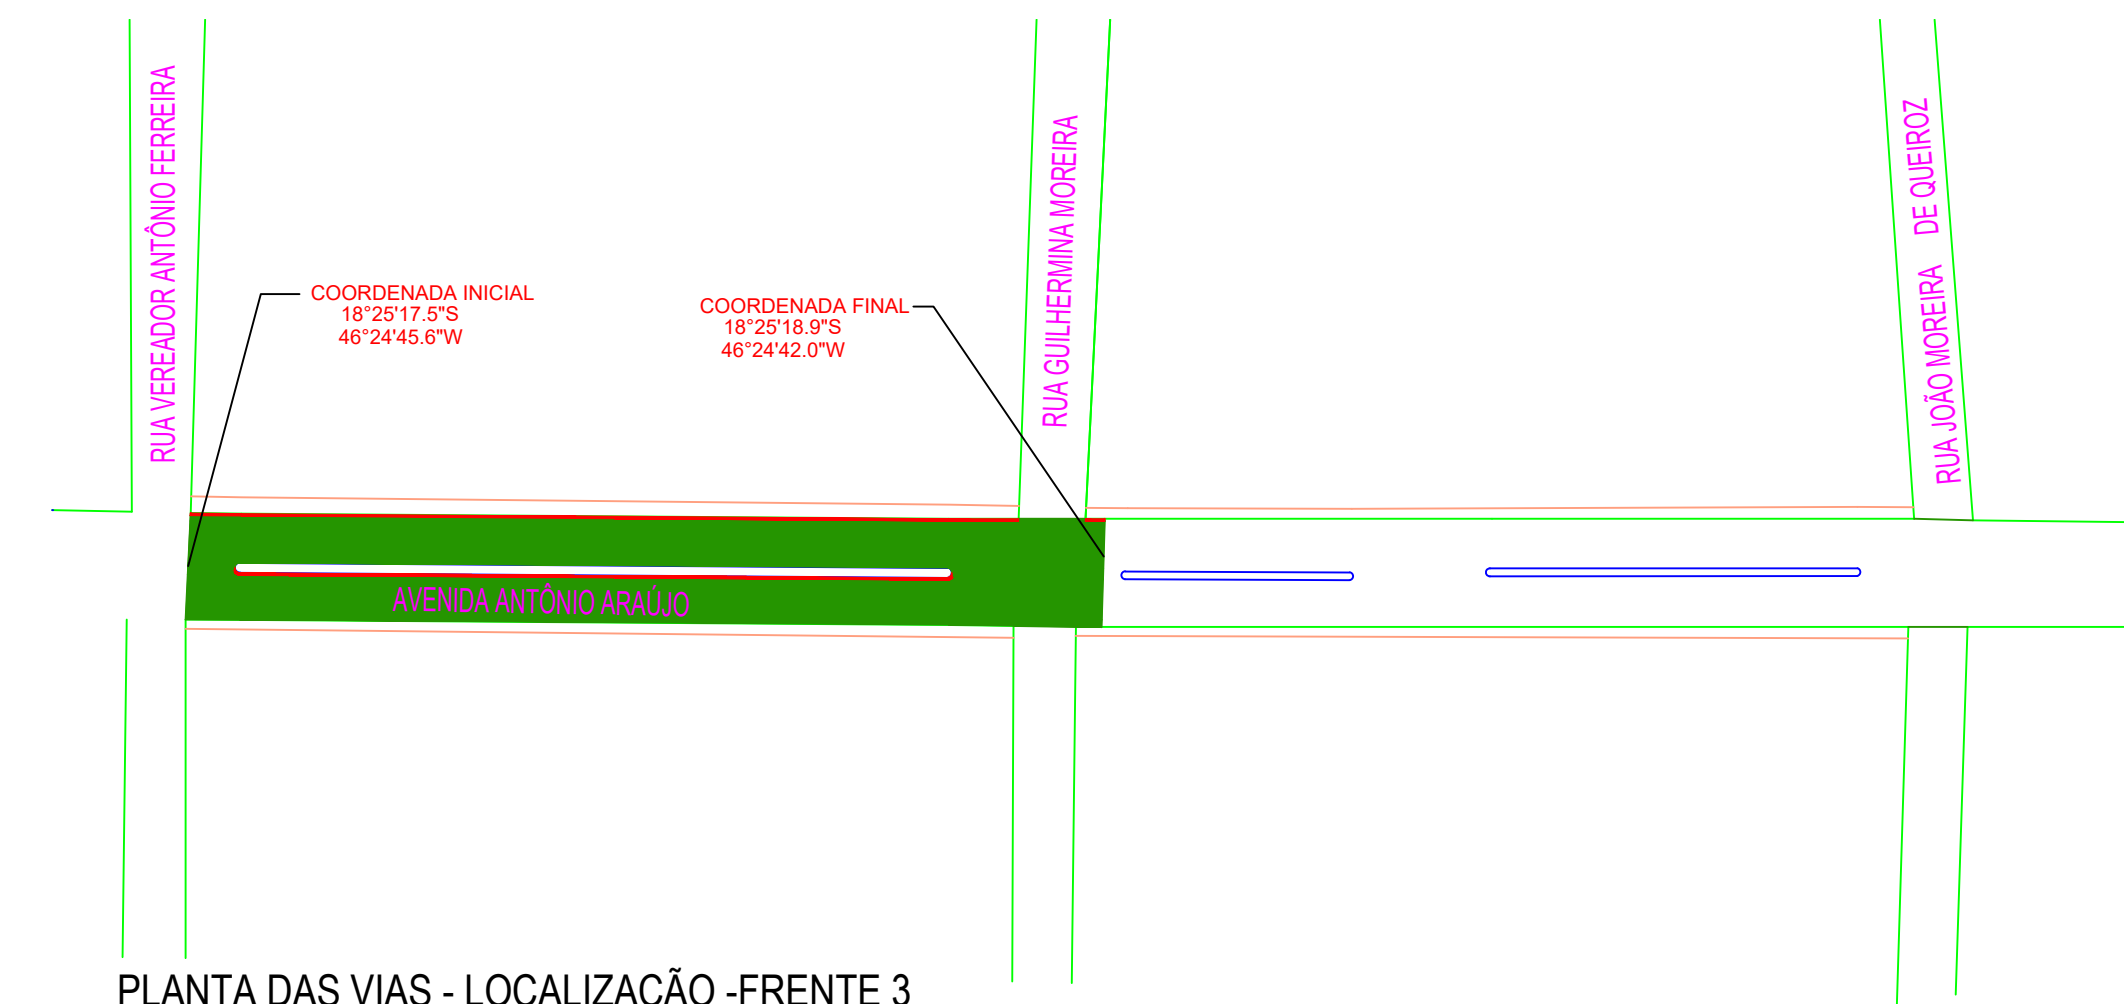 RUA VEREADOR ANTÔNIO FERREIRA
COORDENADA INICIAL
18°25'17.5"S
46°24'45.6"W
COORDENADA FINAL
18°25'18.9"S
46°24'42.0"W
RUA GUILHERMINA MOREIRA
RUA JOÃO MOREIRA DE QUEIROZ
AVENIDA ANTÔNIO ARAÚJO
PLANTA DAS VIAS - LOCALIZAÇÃO -FRENTE 3